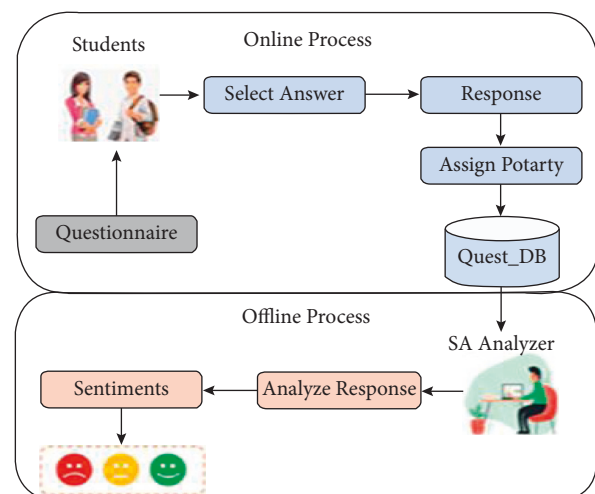 Online Process
Students
Select Answer
Response
Assign Potarty
Questionnaire
Quest_DB
Offline Process
SA Analyzer
Analyze Response
Sentiments